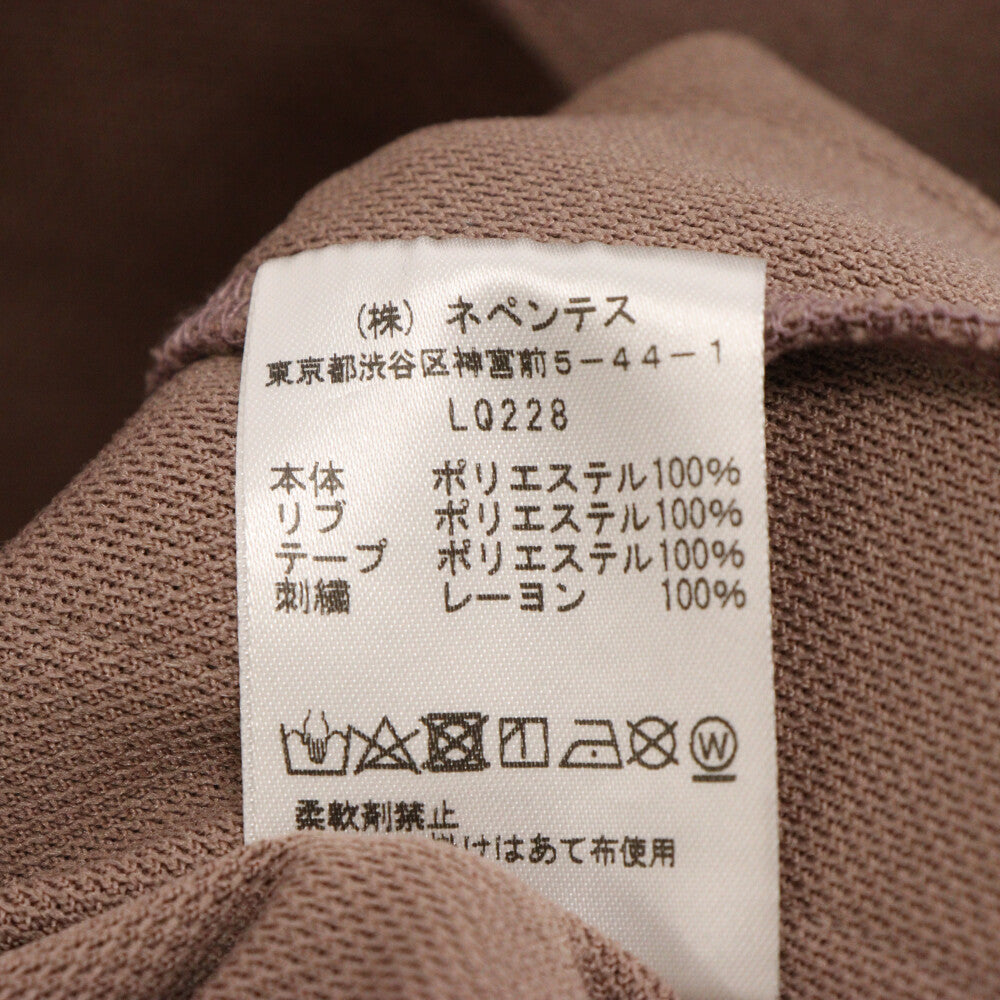 (株) ネペンテス
東京都渋谷区神宮前5-44-1
LQ228
本体 ポリエステル100%
リブ ポリエステル100%
テープ ポリエステル100%
刺繍 レーヨン 100%
W
柔軟剤禁止
はあて布使用